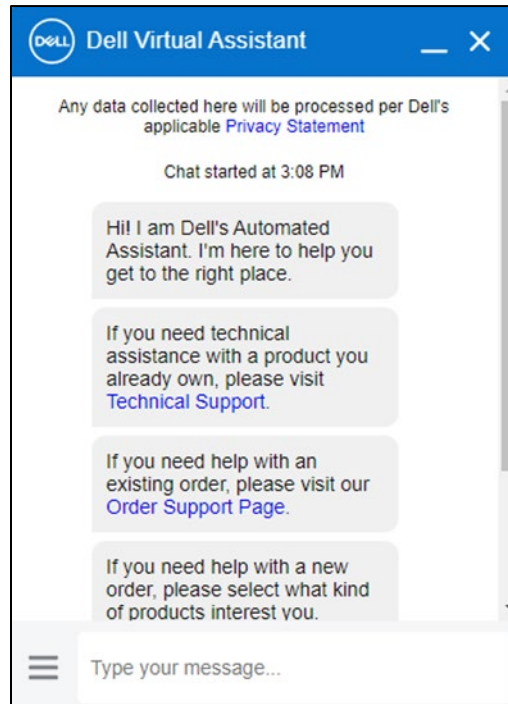 DELL Dell Virtual Assistant
Any data collected here will be processed per Dell's
applicable Privacy Statement
Chat started at 3:08 PM
Hi! I am Dell's Automated
Assistant. I'm here to help you
get to the right place.
If you need technical
assistance with a product you
already own, please visit
Technical Support.
If you need help with an
existing order, please visit our
Order Support Page.
If you need help with a new
order, please select what kind
of products interest you.
Type your message...